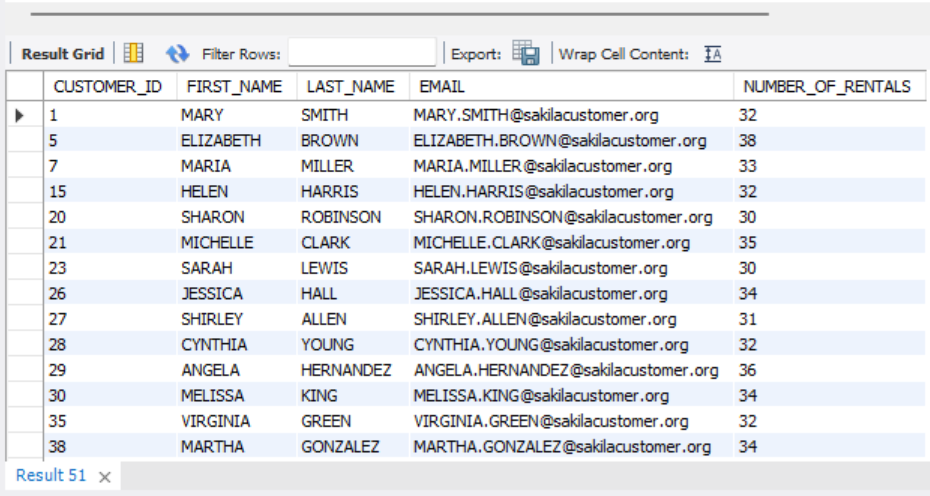 Result Grid Filter Rows: Export: Wrap Cell Content: IA
CUSTOMER_ID FIRST_NAME LAST_NAME EMAIL NUMBER_OF_RENTALS
1 MARY SMITH MARY.SMITH@sakilacustomer.org 32
5 ELIZABETH BROWN ELIZABETH.BROWN@sakilacustomer.org 38
7 MARIA MILLER MARIA.MILLER@sakilacustomer.org 33
15 HELEN HARRIS HELEN.HARRIS@sakilacustomer.org 32
20 SHARON ROBINSON SHARON.ROBINSON@sakilacustomer.org 30
21 MICHELLE CLARK MICHELLE.CLARK@sakilacustomer.org 35
23 SARAH LEWIS SARAH.LEWIS@sakilacustomer.org 30
26 JESSICA HALL JESSICA.HALL@sakilacustomer.org 34
27 SHIRLEY ALLEN SHIRLEY.ALLEN@sakilacustomer.org 31
28 CYNTHIA YOUNG CYNTHIA.YOUNG@sakilacustomer.org 32
29 ANGELA HERNANDEZ ANGELA.HERNANDEZ@sakilacustomer.org 36
30 MELISSA KING MELISSA.KING@sakilacustomer.org 34
35 VIRGINIA GREEN VIRGINIA.GREEN@sakilacustomer.org 32
38 MARTHA GONZALEZ MARTHA.GONZALEZ@sakilacustomer.org 34
Result 51